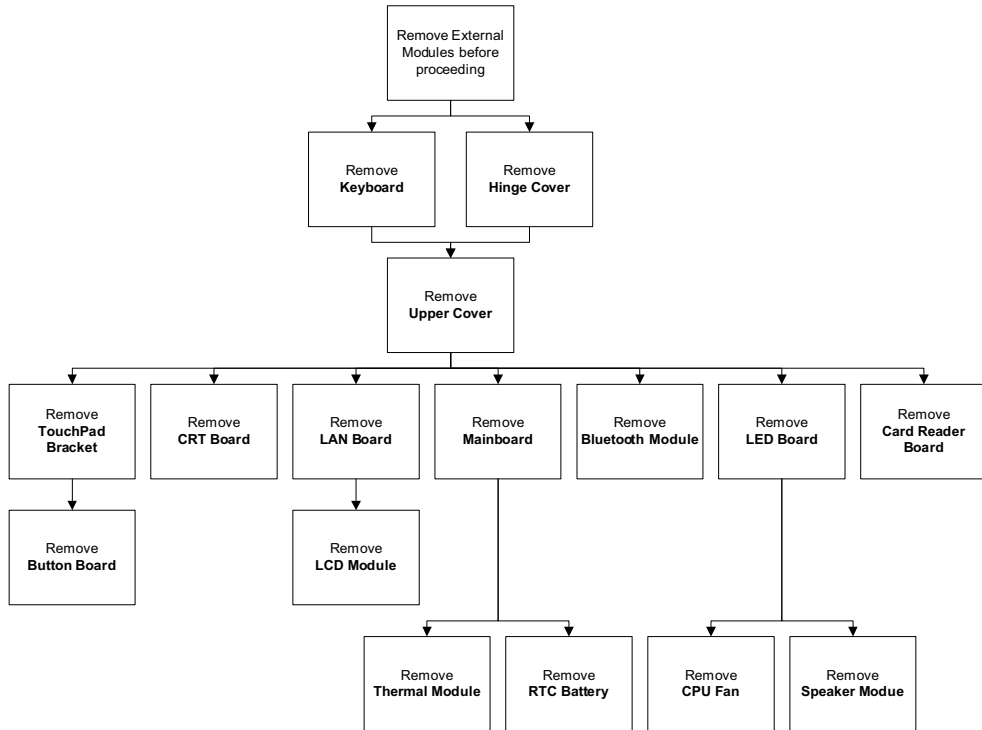 Remove External
Modules before
proceeding
Remove
Keyboard
Remove
Hinge Cover
Remove
Upper Cover
Remove
TouchPad
Bracket
Remove
CRT Board
Remove
LAN Board
Remove
Mainboard
Remove
Bluetooth Module
Remove
LED Board
Remove
Card Reader
Board
Remove
Button Board
Remove
LCD Module
Remove
Thermal Module
Remove
RTC Battery
Remove
CPU Fan
Remove
Speaker Modue